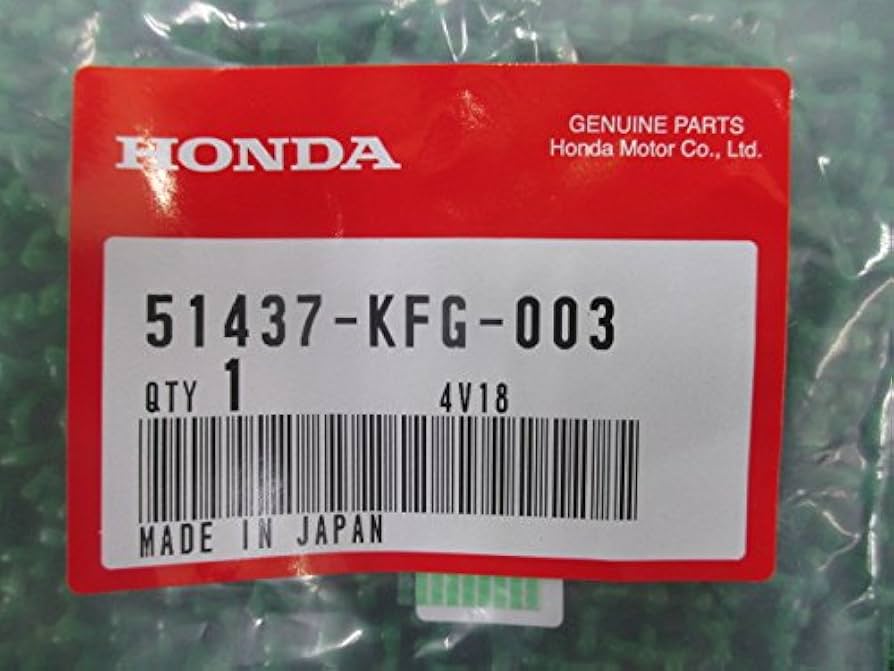 HONDA
GENUINE PARTS
Honda Motor Co., Ltd.
51437-KFG-003
QTY 1 4V18
MADE IN JAPAN